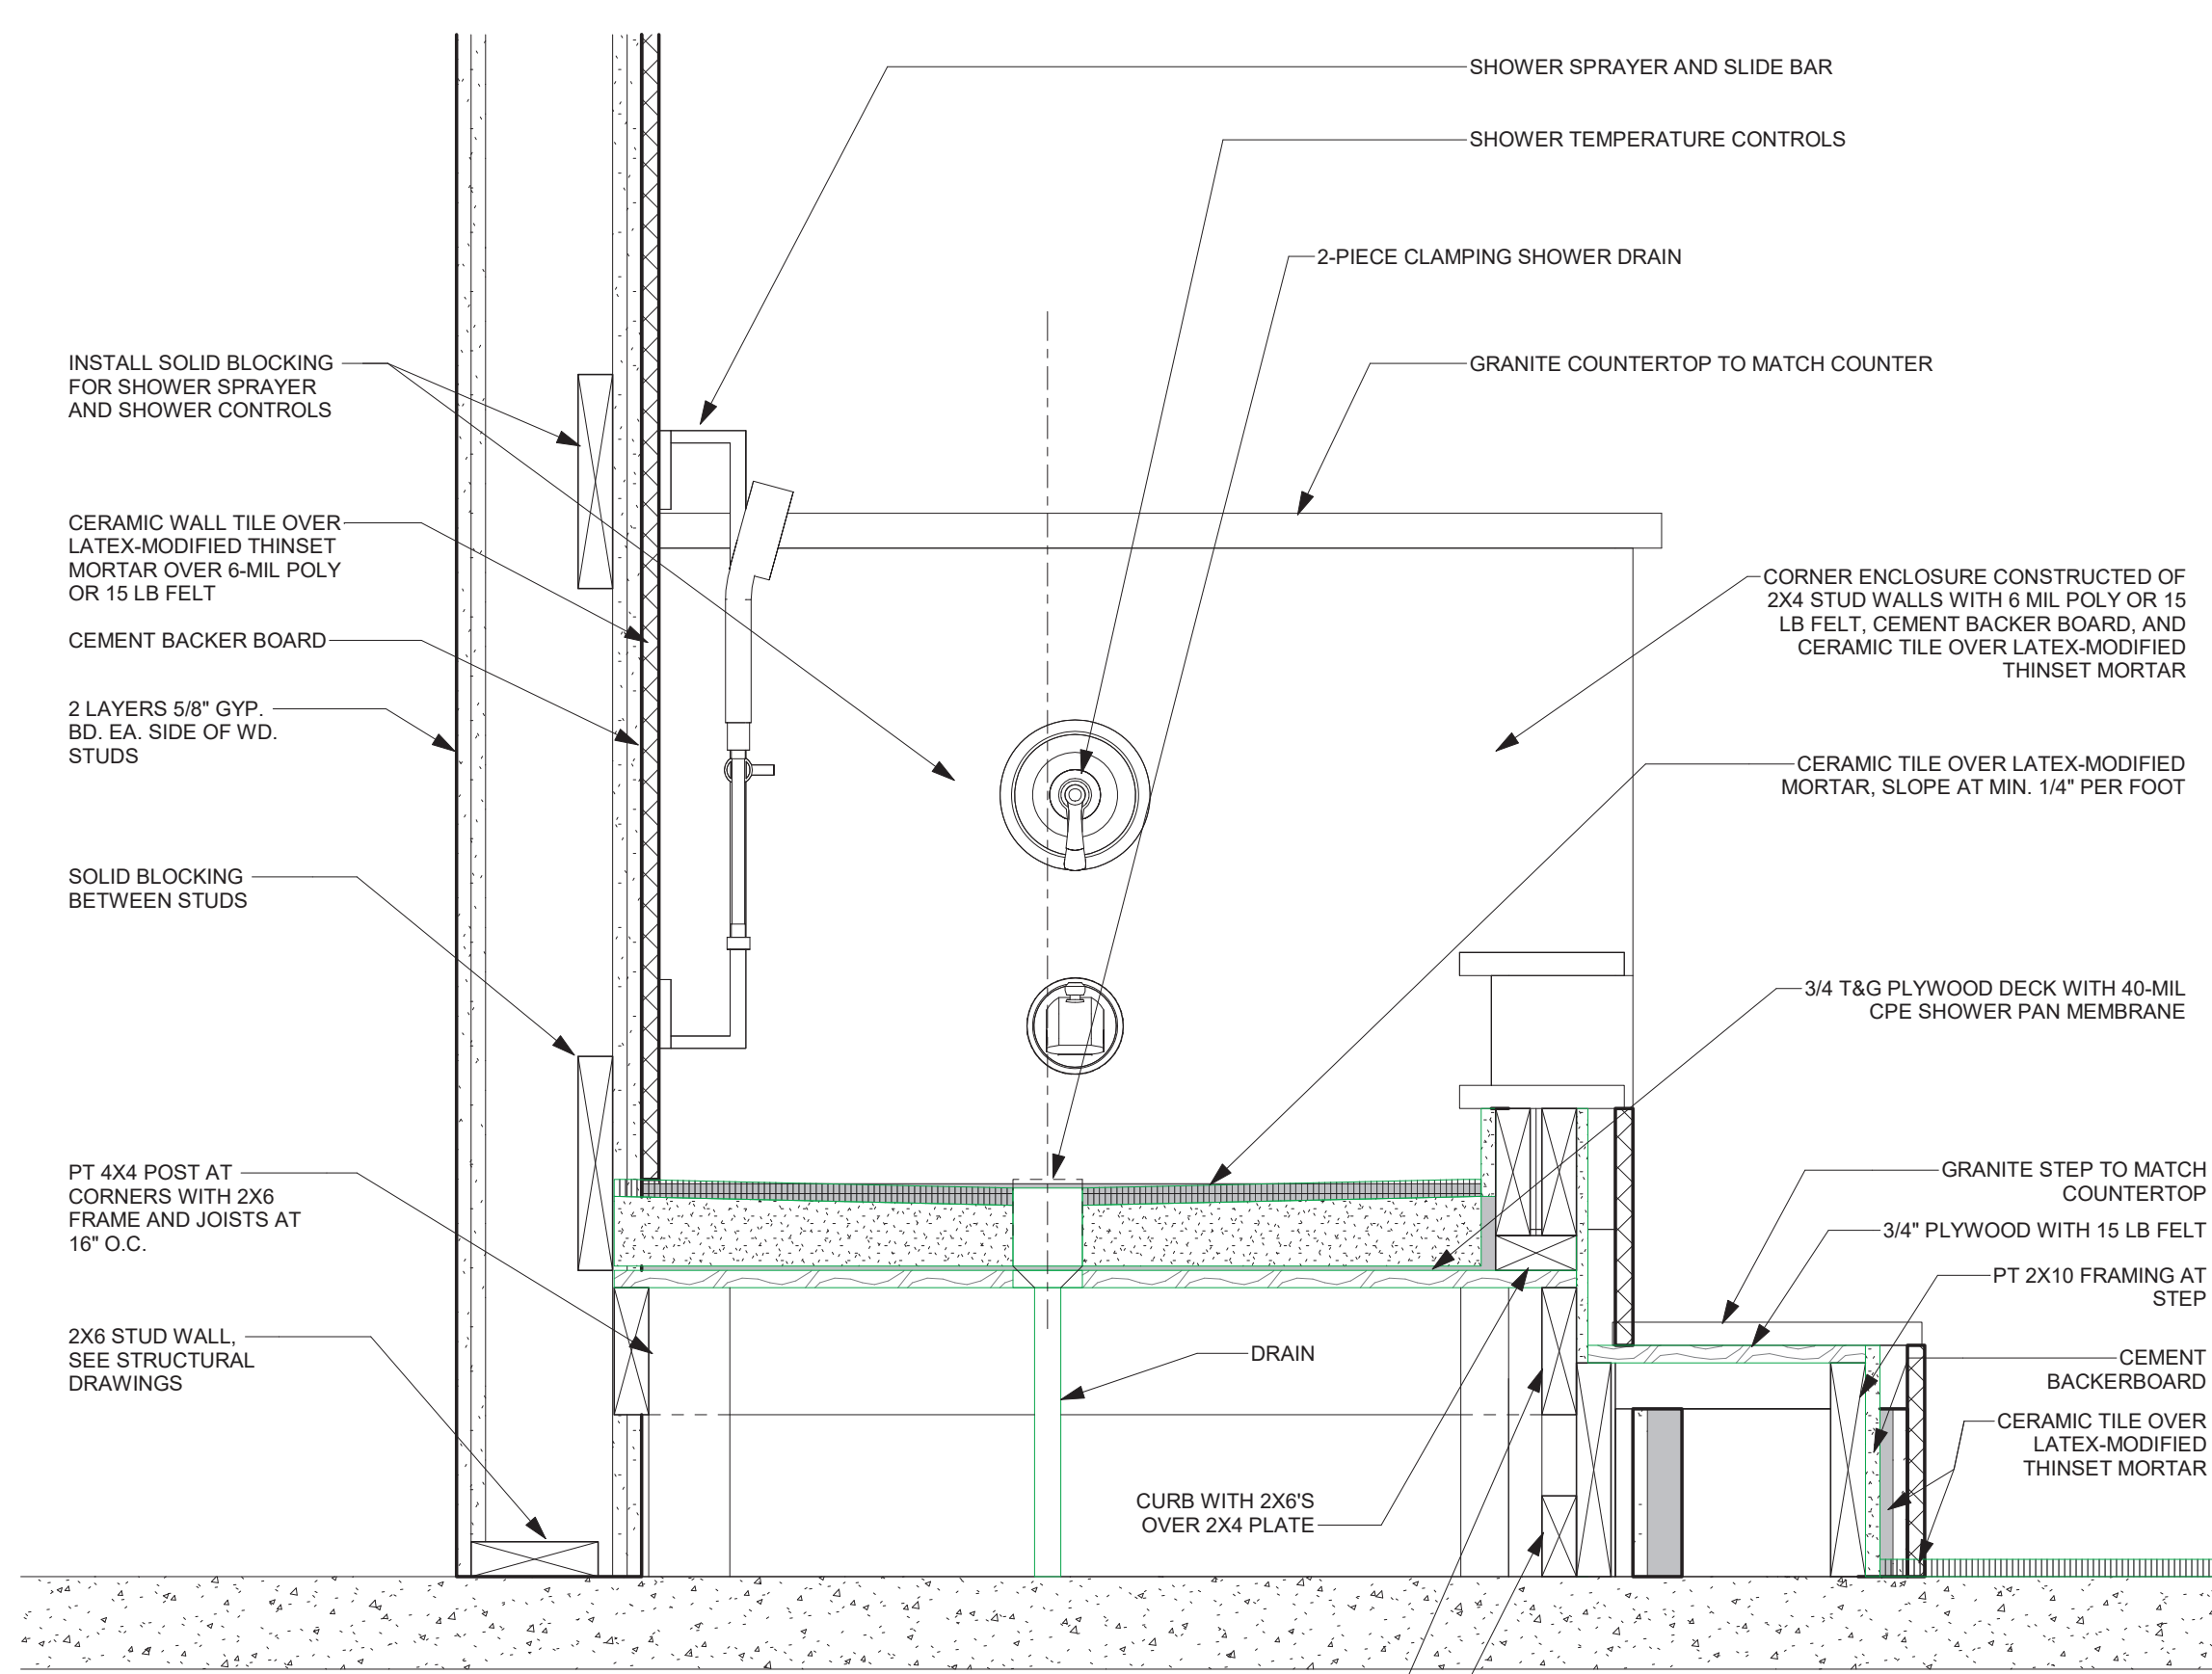 SHOWER SPRAYER AND SLIDE BAR
SHOWER TEMPERATURE CONTROLS
2-PIECE CLAMPING SHOWER DRAIN
GRANITE COUNTERTOP TO MATCH COUNTER
INSTALL SOLID BLOCKING
FOR SHOWER SPRAYER
AND SHOWER CONTROLS
CERAMIC WALL TILE OVER
LATEX-MODIFIED THINSET
MORTAR OVER 6-MIL POLY
OR 15 LB FELT
CEMENT BACKER BOARD
2 LAYERS 5/8" GYP.
BD. EA. SIDE OF WD.
STUDS
SOLID BLOCKING
BETWEEN STUDS
PT 4X4 POST AT
CORNERS WITH 2X6
FRAME AND JOISTS AT
16" O.C.
2X6 STUD WALL,
SEE STRUCTURAL
DRAWINGS
CORNER ENCLOSURE CONSTRUCTED OF
2X4 STUD WALLS WITH 6 MIL POLY OR 15
LB FELT, CEMENT BACKER BOARD, AND
CERAMIC TILE OVER LATEX-MODIFIED
THINSET MORTAR
CERAMIC TILE OVER LATEX-MODIFIED
MORTAR, SLOPE AT MIN. 1/4" PER FOOT
3/4 T&G PLYWOOD DECK WITH 40-MIL
CPE SHOWER PAN MEMBRANE
GRANITE STEP TO MATCH
COUNTERTOP
3/4" PLYWOOD WITH 15 LB FELT
PT 2X10 FRAMING AT
STEP
CEMENT
BACKERBOARD
CERAMIC TILE OVER
LATEX-MODIFIED
THINSET MORTAR
DRAIN
CURB WITH 2X6'S
OVER 2X4 PLATE